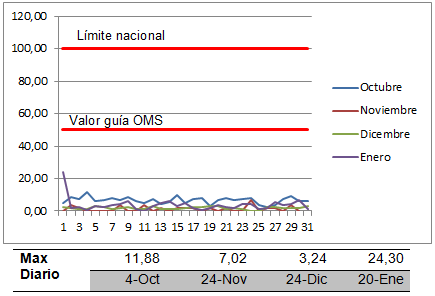 120,00
100,00
Límite nacional
80,00
60,00
Valor guía OMS
40,00
20,00
0,00
1 3 5 7 9 11 13 15 17 19 21 23 25 27 29 31
Octubre
Noviembre
Diciembre
Enero
Max Diario 11,88 7,02 3,24 24,30
4-Oct 24-Nov 24-Dic 20-Ene